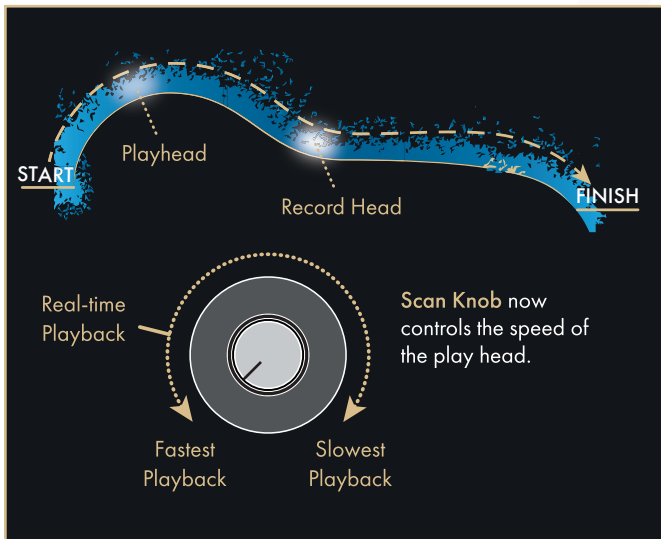 Playhead
START
FINISH
Record Head
Real-time
Playback
Scan Knob now
controls the speed of
the play head.
Fastest
Playback
Slowest
Playback